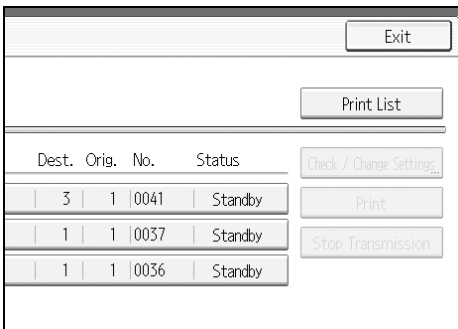 Exit
Print List
Dest. Orig. No. Status Check / Change Settings
3 1 0041 Standby Print
1 1 0037 Standby Stop Transmission
1 1 0036 Standby